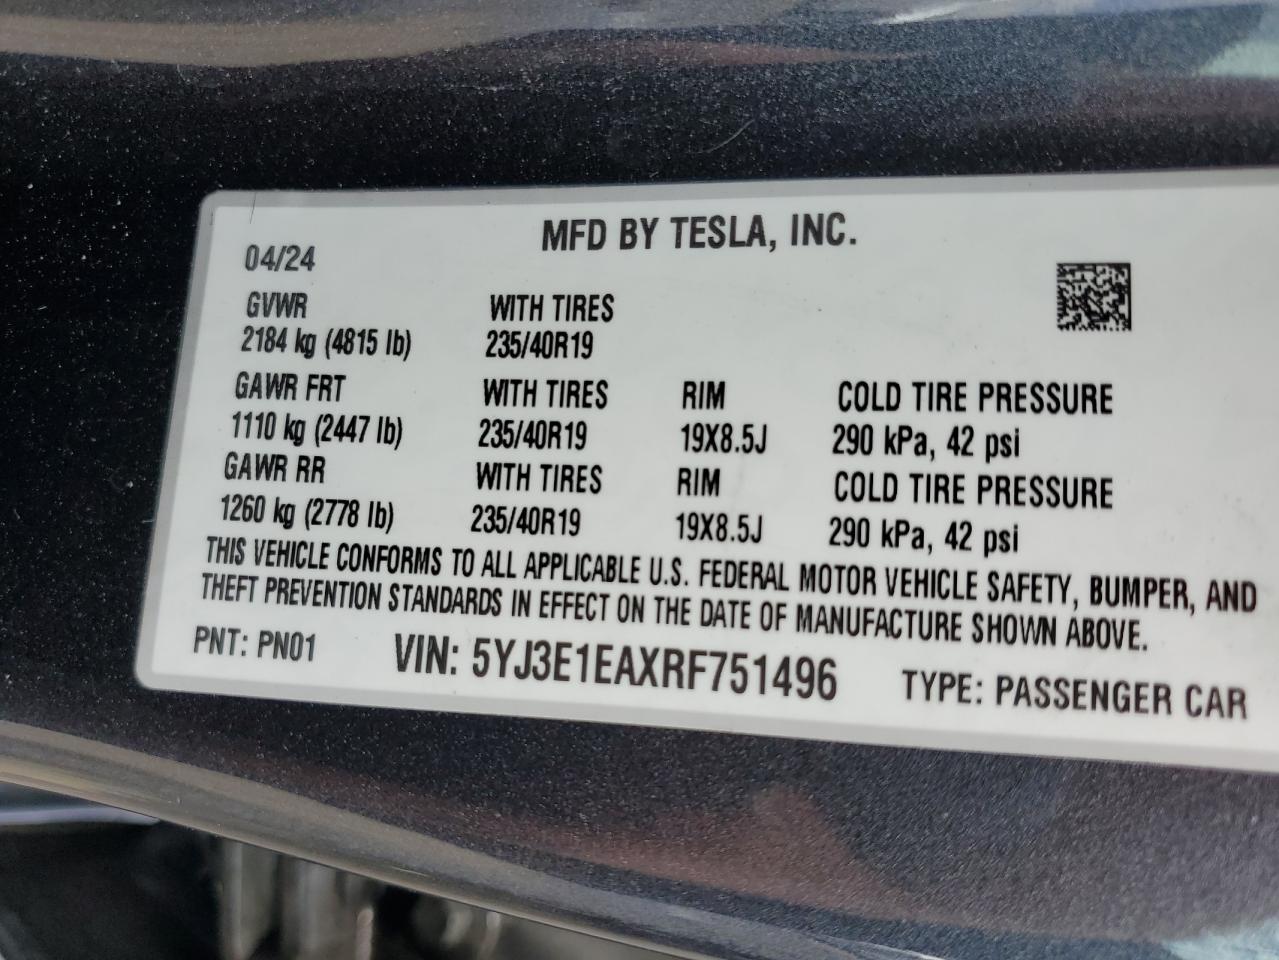 MFD BY TESLA, INC.
04/24
GVWR WITH TIRES
2184 kg (4815 lb) 235/40R19
GAWR FRT WITH TIRES RIM COLD TIRE PRESSURE
1110 kg (2447 lb) 235/40R19 19X8.5J 290 kPa, 42 psi
GAWR RR WITH TIRES RIM COLD TIRE PRESSURE
1260 kg (2778 lb) 235/40R19 19X8.5J 290 kPa, 42 psi
THIS VEHICLE CONFORMS TO ALL APPLICABLE U.S. FEDERAL MOTOR VEHICLE SAFETY, BUMPER, AND
THEFT PREVENTION STANDARDS IN EFFECT ON THE DATE OF MANUFACTURE SHOWN ABOVE.
PNT: PN01 VIN: 5YJ3E1EAXRF751496 TYPE: PASSENGER CAR